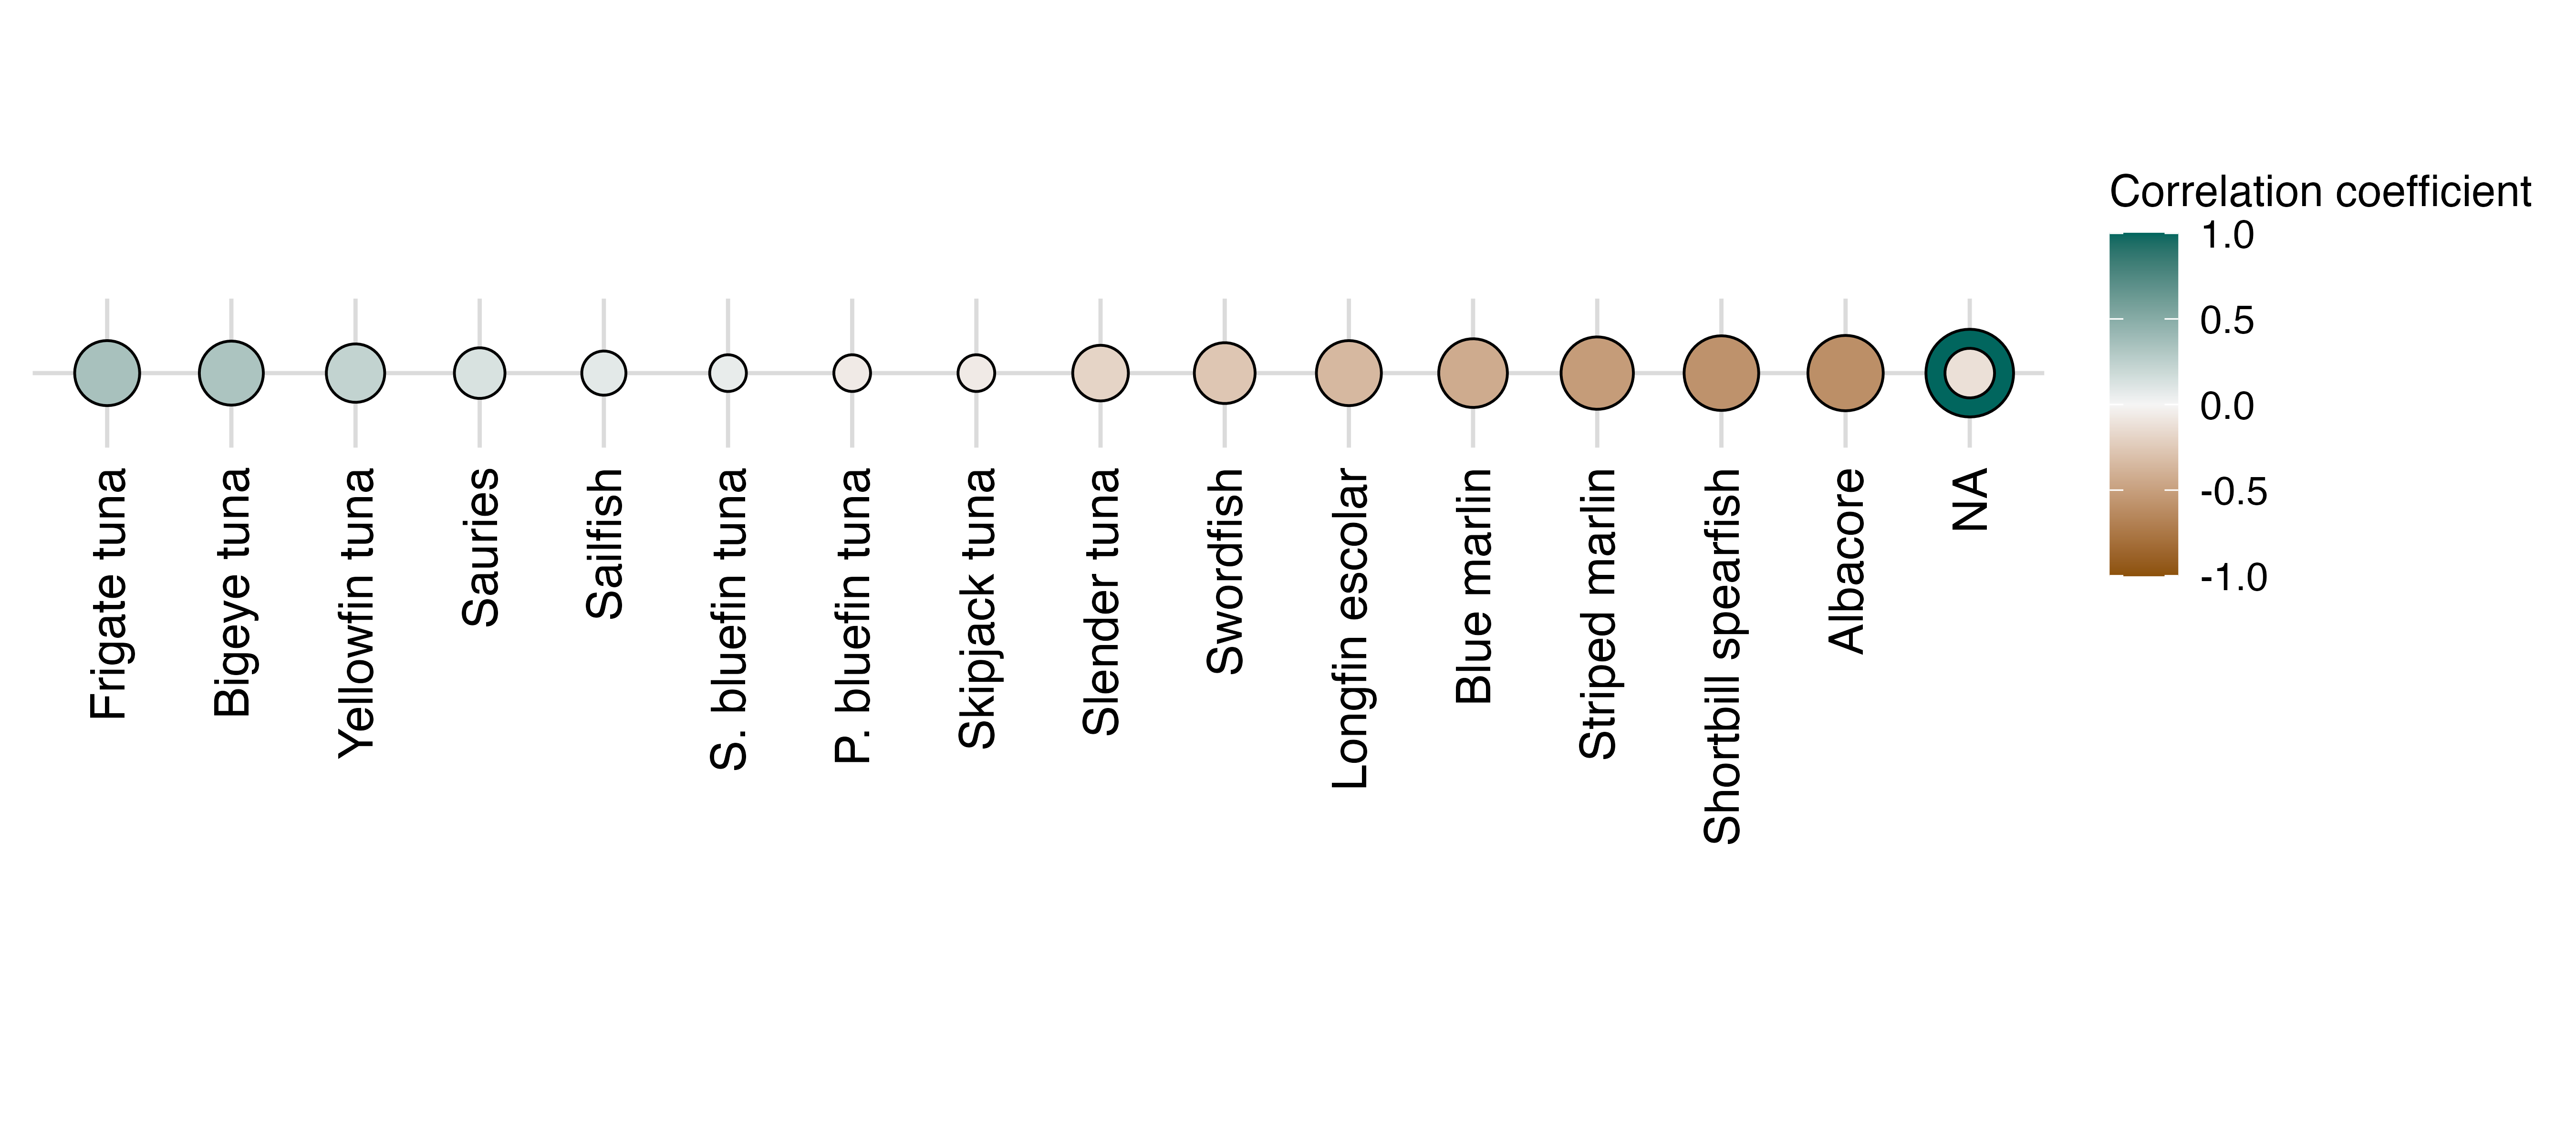 Correlation coefficient
1.0
0.5
0.0
-0.5
-1.0
Frigate tuna
Bigeye tuna
Yellowfin tuna
Sauries
Sailfish
S. bluefin tuna
P. bluefin tuna
Skipjack tuna
Slender tuna
Swordfish
Longfin escolar
Blue marlin
Striped marlin
Shortbill spearfish
Albacore
NA